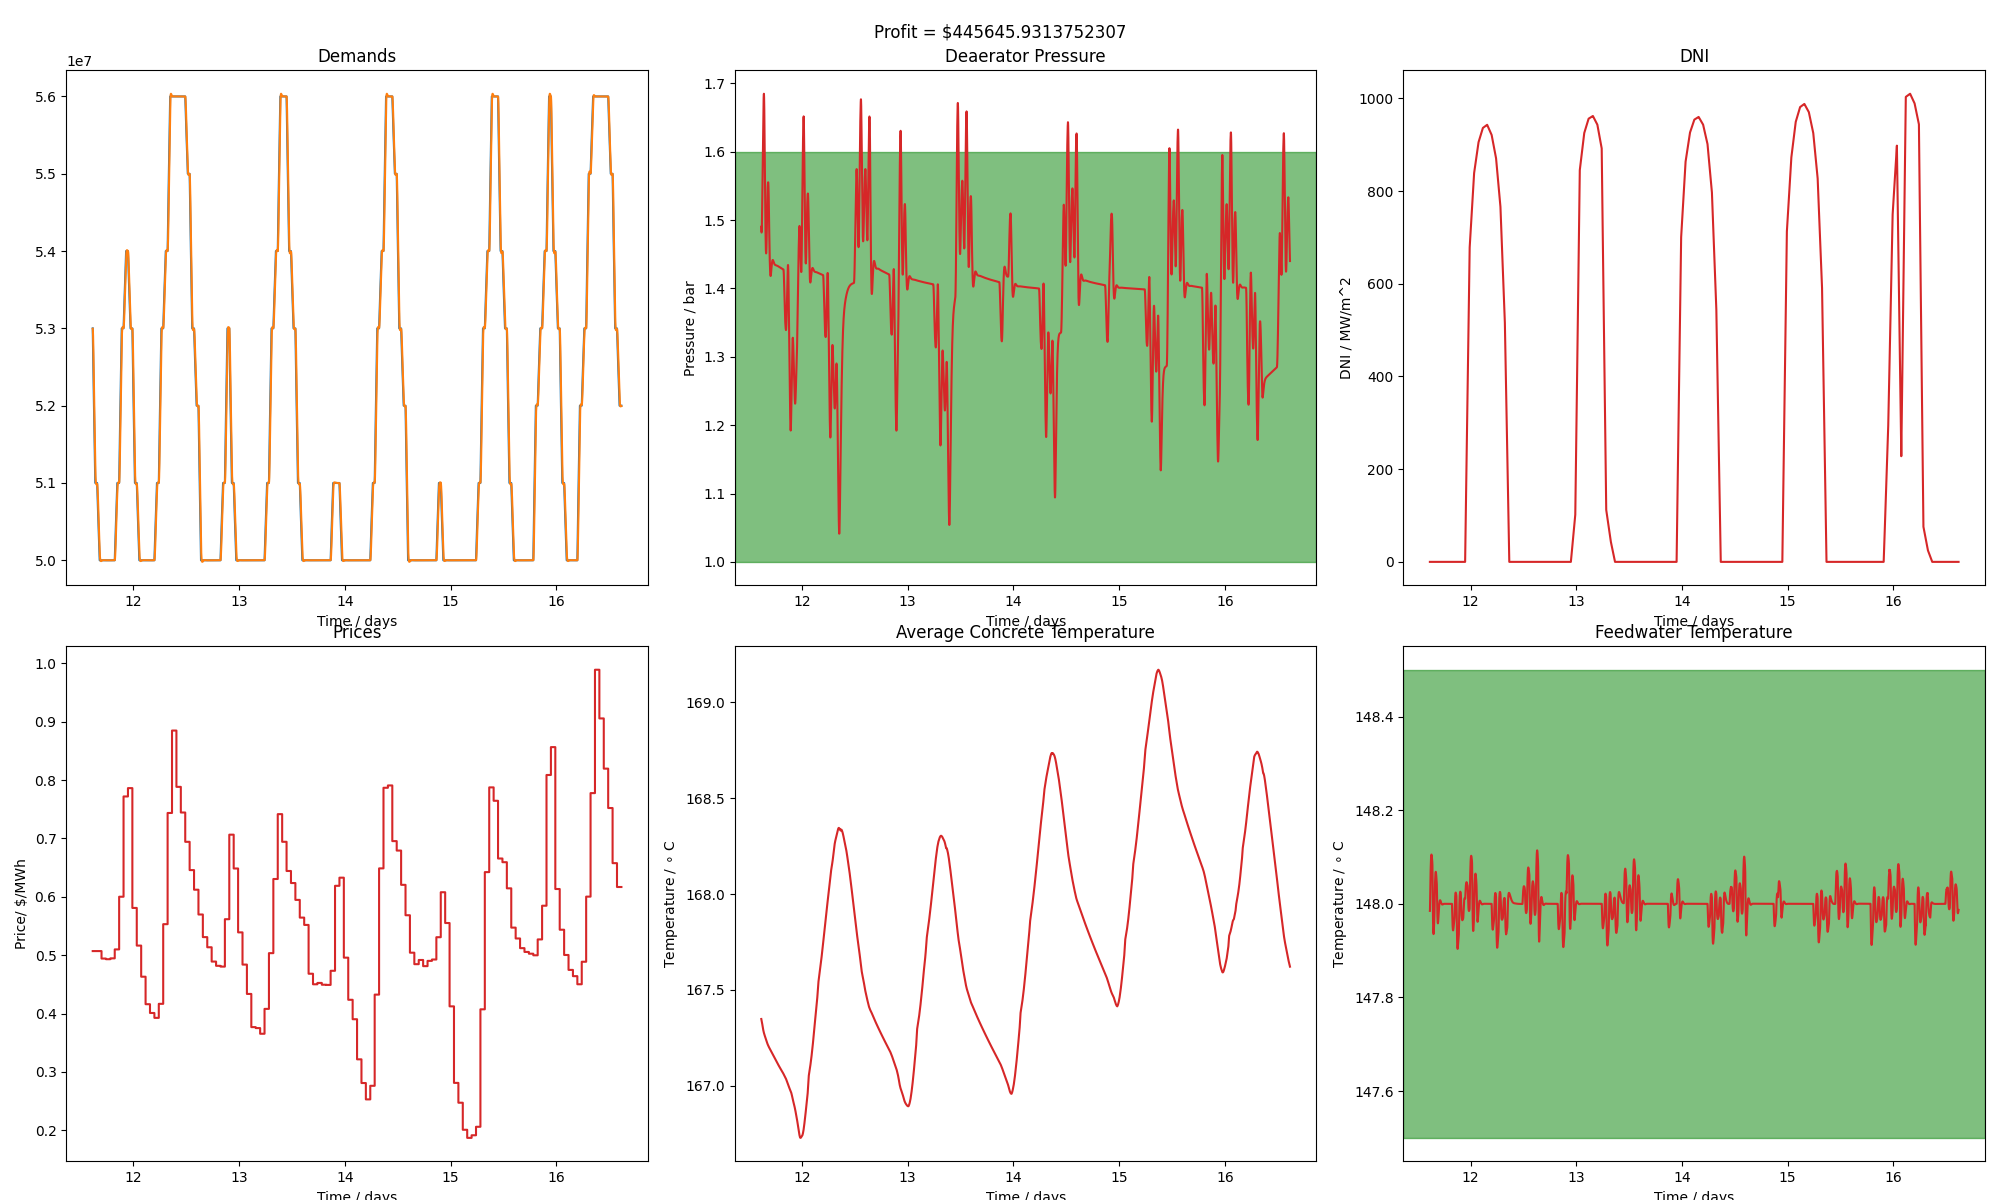 Profit = $445645.9313752307
Demands
1e7
5.6
5.5
5.4
5.3
5.2
5.1
5.0
12 13 14 15 16
Time / days
Deaerator Pressure
Pressure / bar
1.7
1.6
1.5
1.4
1.3
1.2
1.1
1.0
12 13 14 15 16
Time / days
DNI
DNI / MW/m^2
1000
800
600
400
200
0
12 13 14 15 16
Time / days
Prices
Price/ $/MWh
1.0
0.9
0.8
0.7
0.6
0.5
0.4
0.3
0.2
12 13 14 15 16
Time / days
Average Concrete Temperature
Temperature / ∘ C
169.0
168.5
168.0
167.5
167.0
12 13 14 15 16
Time / days
Feedwater Temperature
Temperature / ∘ C
148.4
148.2
148.0
147.8
147.6
12 13 14 15 16
Time / days